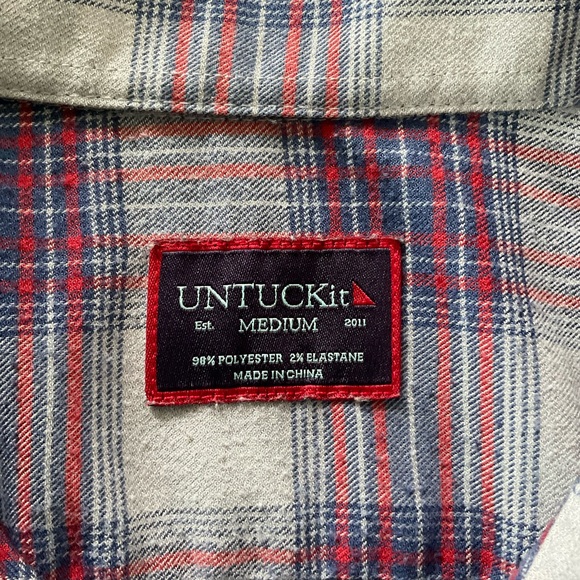 UNTUCKit
Est. MEDIUM 2011
98% POLYESTER 2% ELASTANE
MADE IN CHINA